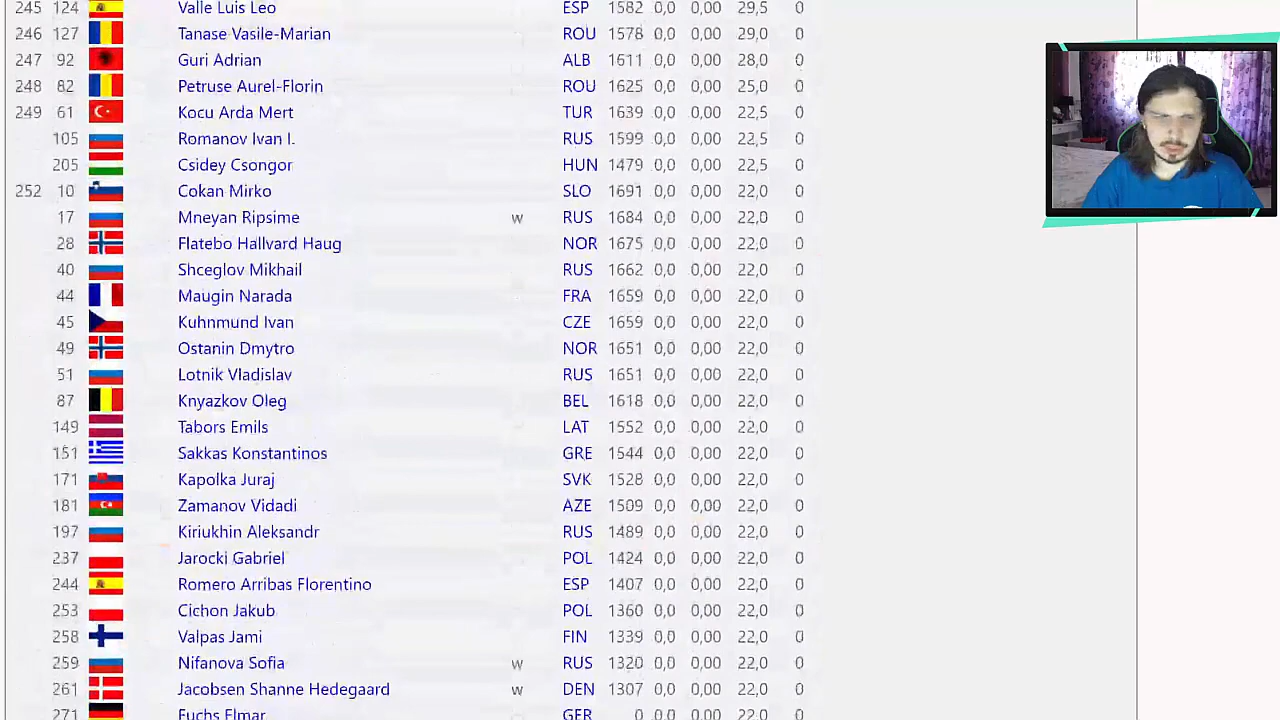 245 124 Valle Luis Leo ESP 1582 0,0 0,00 29,5 0
246 127 Tanase Vasile-Marian ROU 1578 0,0 0,00 29,0 0
247 92 Guri Adrian ALB 1611 0,0 0,00 28,0 0
248 82 Petruse Aurel-Florin ROU 1625 0,0 0,00 25,0 0
249 61 Kocu Arda Mert TUR 1639 0,0 0,00 22,5 0
105 Romanov Ivan I. RUS 1599 0,0 0,00 22,5 0
205 Csidey Csongor HUN 1479 0,0 0,00 22,5 0
252 10 Cokan Mirko SLO 1691 0,0 0,00 22,0 0
17 Mneyan Ripsime w RUS 1684 0,0 0,00 22,0 0
28 Flatebo Hallvard Haug NOR 1675 0,0 0,00 22,0 0
40 Shceglov Mikhail RUS 1662 0,0 0,00 22,0 0
44 Maugin Narada FRA 1659 0,0 0,00 22,0 0
45 Kuhnmund Ivan CZE 1659 0,0 0,00 22,0 0
49 Ostanin Dmytro NOR 1651 0,0 0,00 22,0 0
51 Lotnik Vladislav RUS 1651 0,0 0,00 22,0 0
87 Knyazkov Oleg BEL 1618 0,0 0,00 22,0 0
149 Tabors Emils LAT 1552 0,0 0,00 22,0 0
151 Sakkas Konstantinos GRE 1544 0,0 0,00 22,0 0
171 Kapolka Juraj SVK 1528 0,0 0,00 22,0 0
181 Zamanov Vidadi AZE 1509 0,0 0,00 22,0 0
197 Kiriukhin Aleksandr RUS 1489 0,0 0,00 22,0 0
237 Jarocki Gabriel POL 1424 0,0 0,00 22,0 0
244 Romero Arribas Florentino ESP 1407 0,0 0,00 22,0 0
253 Cichon Jakub POL 1360 0,0 0,00 22,0 0
258 Valpas Jami FIN 1339 0,0 0,00 22,0 0
259 Nifanova Sofia w RUS 1320 0,0 0,00 22,0 0
261 Jacobsen Shanne Hedegaard w DEN 1307 0,0 0,00 22,0 0
271 Fuchs Elmar GER 0 0,0 0,00 22,0 0